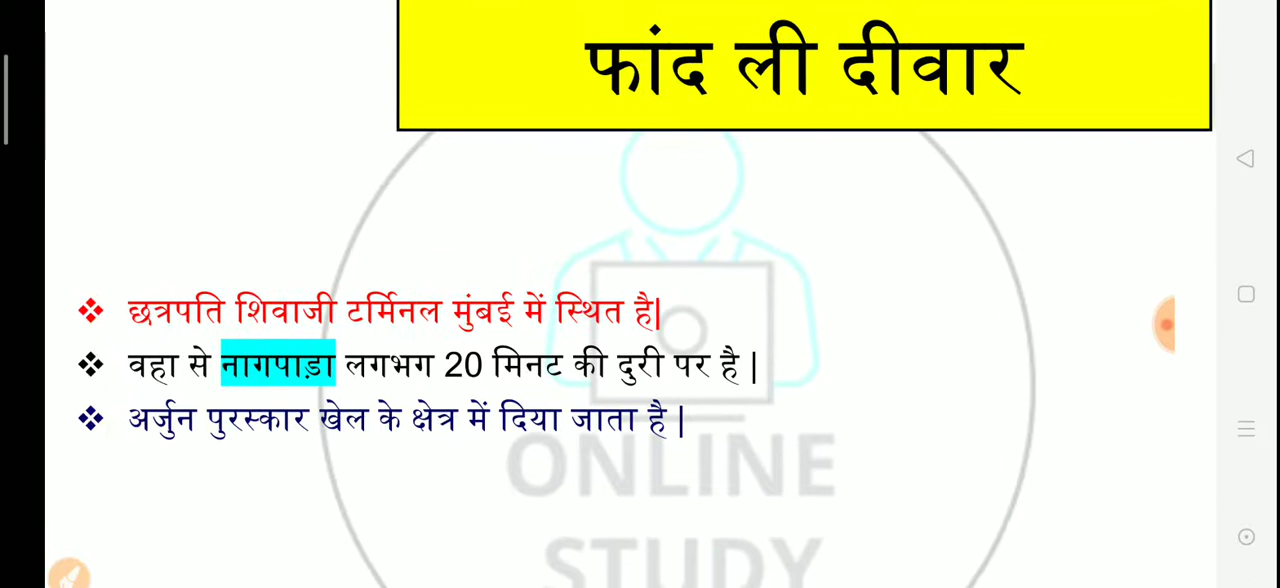 फांद ली दीवार
❖ छत्रपति शिवाजी टर्मिनल मुंबई में स्थित है|
❖ वहा से नागपाड़ा लगभग 20 मिनट की दुरी पर है |
❖ अर्जुन पुरस्कार खेल के क्षेत्र में दिया जाता है |
ONLINE
STUDY